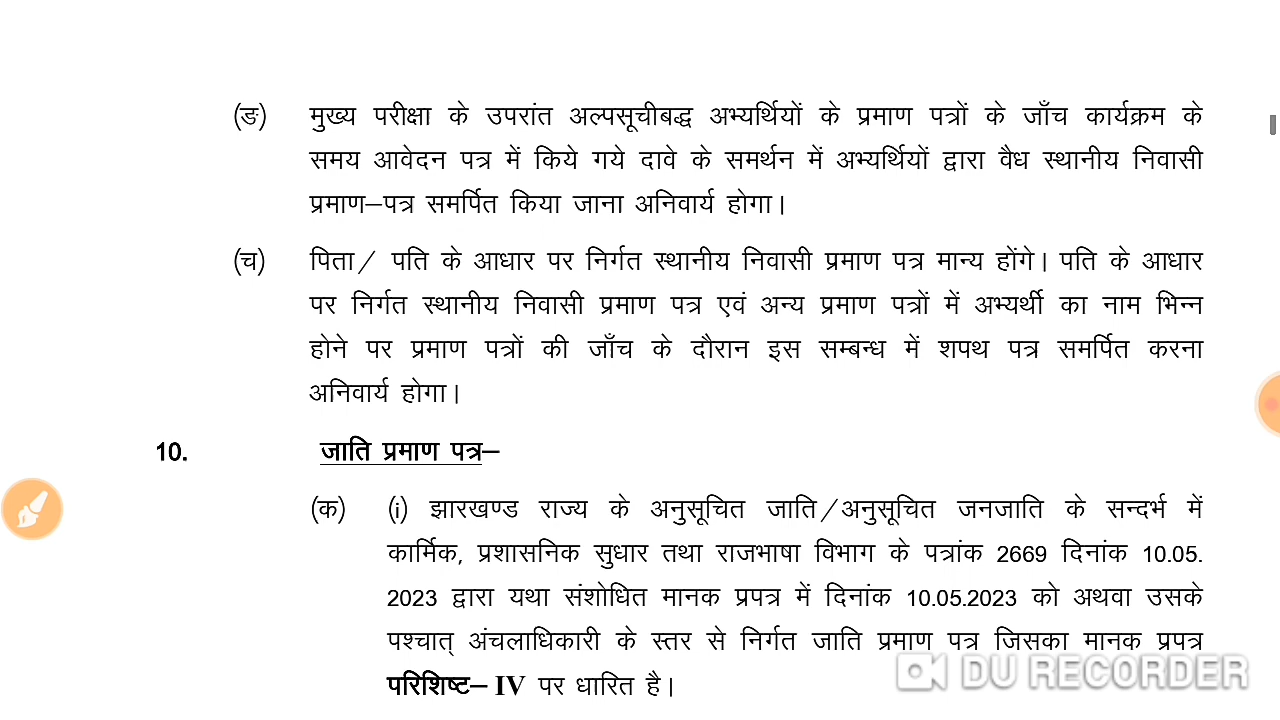 (ङ) मुख्य परीक्षा के उपरांत अल्पसूचीबद्ध अभ्यर्थियों के प्रमाण पत्रों के जाँच कार्यक्रम के
समय आवेदन पत्र में किये गये दावे के समर्थन में अभ्यर्थियों द्वारा वैध स्थानीय निवासी
प्रमाण–पत्र समर्पित किया जाना अनिवार्य होगा।
(च) पिता/ पति के आधार पर निर्गत स्थानीय निवासी प्रमाण पत्र मान्य होंगे। पति के आधार
पर निर्गत स्थानीय निवासी प्रमाण पत्र एवं अन्य प्रमाण पत्रों में अभ्यर्थी का नाम भिन्न
होने पर प्रमाण पत्रों की जाँच के दौरान इस सम्बन्ध में शपथ पत्र समर्पित करना
अनिवार्य होगा।
10. जाति प्रमाण पत्र–
(क) (i) झारखण्ड राज्य के अनुसूचित जाति/अनुसूचित जनजाति के सन्दर्भ में
कार्मिक, प्रशासनिक सुधार तथा राजभाषा विभाग के पत्रांक 2669 दिनांक 10.05.
2023 द्वारा यथा संशोधित मानक प्रपत्र में दिनांक 10.05.2023 को अथवा उसके
पश्चात् अंचलाधिकारी के स्तर से निर्गत जाति प्रमाण पत्र जिसका मानक प्रपत्र
परिशिष्ट– IV पर धारित है।
DU RECORDER